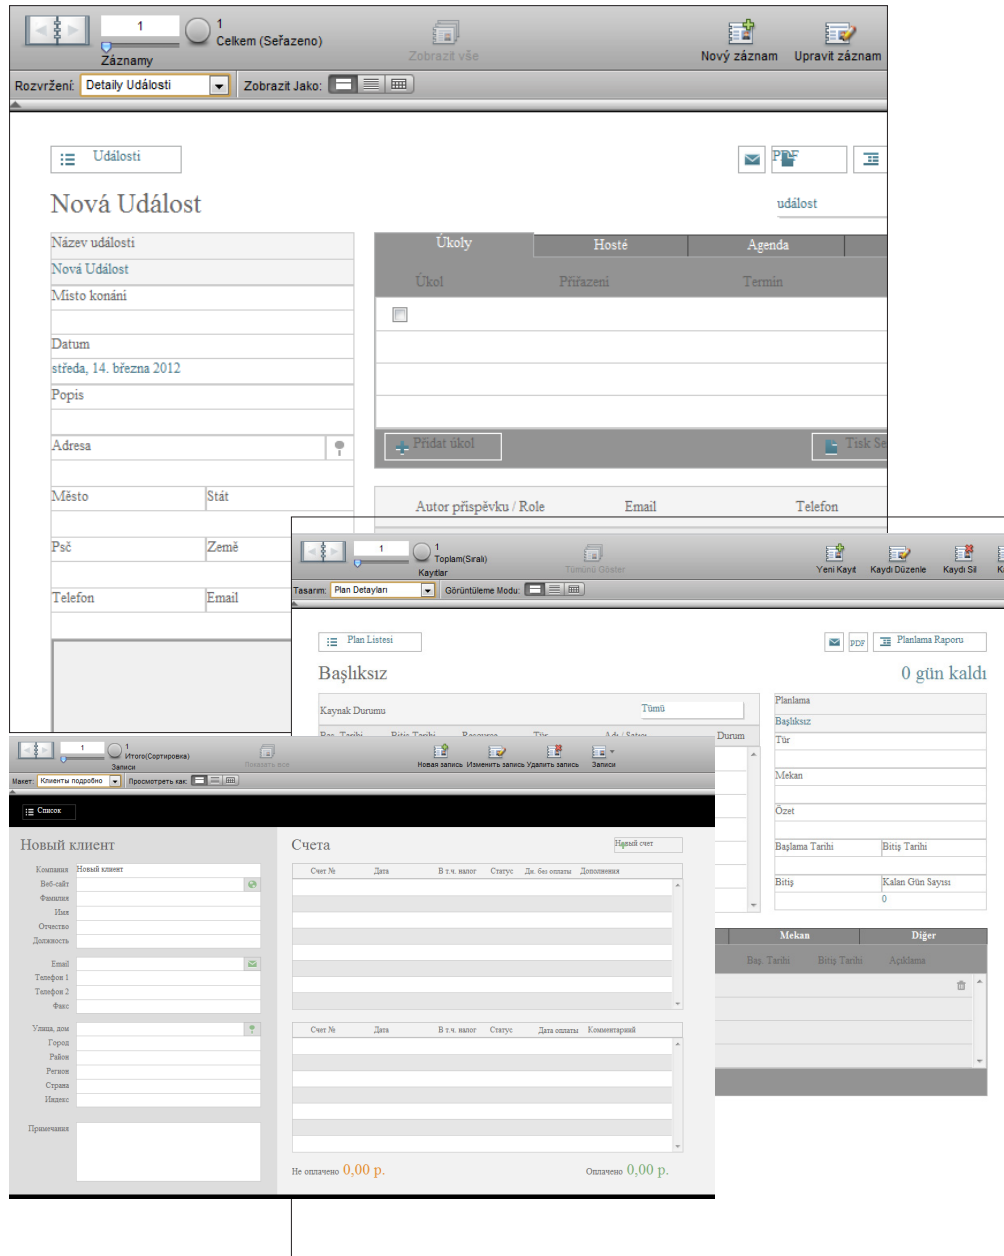 1
1
Celkem (Seřazeno)
Záznamy
Zobrazit vše
Nový záznam
Upravit záznam
Rozvržení:
Detaily Události
Zobrazit Jako:
Události
PDF
Nová Událost
událost
Název události
Nová Událost
Místo konání
Datum
středa, 14. března 2012
Popis
Adresa
Město
Stát
Psč
Země
Telefon
Email
Úkoly
Hosté
Agenda
Úkol
Přiřazeni
Termín
Přidat úkol
Tisk Se
Autor příspěvku / Role
Email
Telefon
1
1
Toplam(Sıralı)
Kayıtlar
Tümünü Göster
Yeni Kayıt
Kaydı Düzenle
Kaydı Sil
Tasarım:
Plan Detayları
Görüntüleme Modu:
Plan Listesi
PDF
Planlama Raporu
Başlıksız
0 gün kaldı
Kaynak Durumu
Tümü
Durum
Planlama
Başlıksız
Tür
Mekan
Özet
Başlama Tarihi
Bitiş Tarihi
Bitiş
Kalan Gün Sayısı
0
Mekan
Diğer
Baş. Tarihi
Bitiş Tarihi
Açıklama
1
1
Итого(Сортировка)
Записи
Показать все
Новая запись
Изменить запись
Удалить запись
Записи
Макет:
Клиенты подробно
Просмотреть как:
Список
Новый клиент
Компания
Новый клиент
Веб-сайт
Фамилия
Имя
Отчество
Должность
Email
Телефон 1
Телефон 2
Факс
Улица, дом
Город
Район
Регион
Страна
Индекс
Примечания
Счета
Новый счет
Счет №
Дата
В т.ч. налог
Статус
Дн. без оплаты
Дополнения
Счет №
Дата
В т.ч. налог
Статус
Дата оплаты
Комментарий
Не оплачено 0,00 р.
Оплачено 0,00 р.